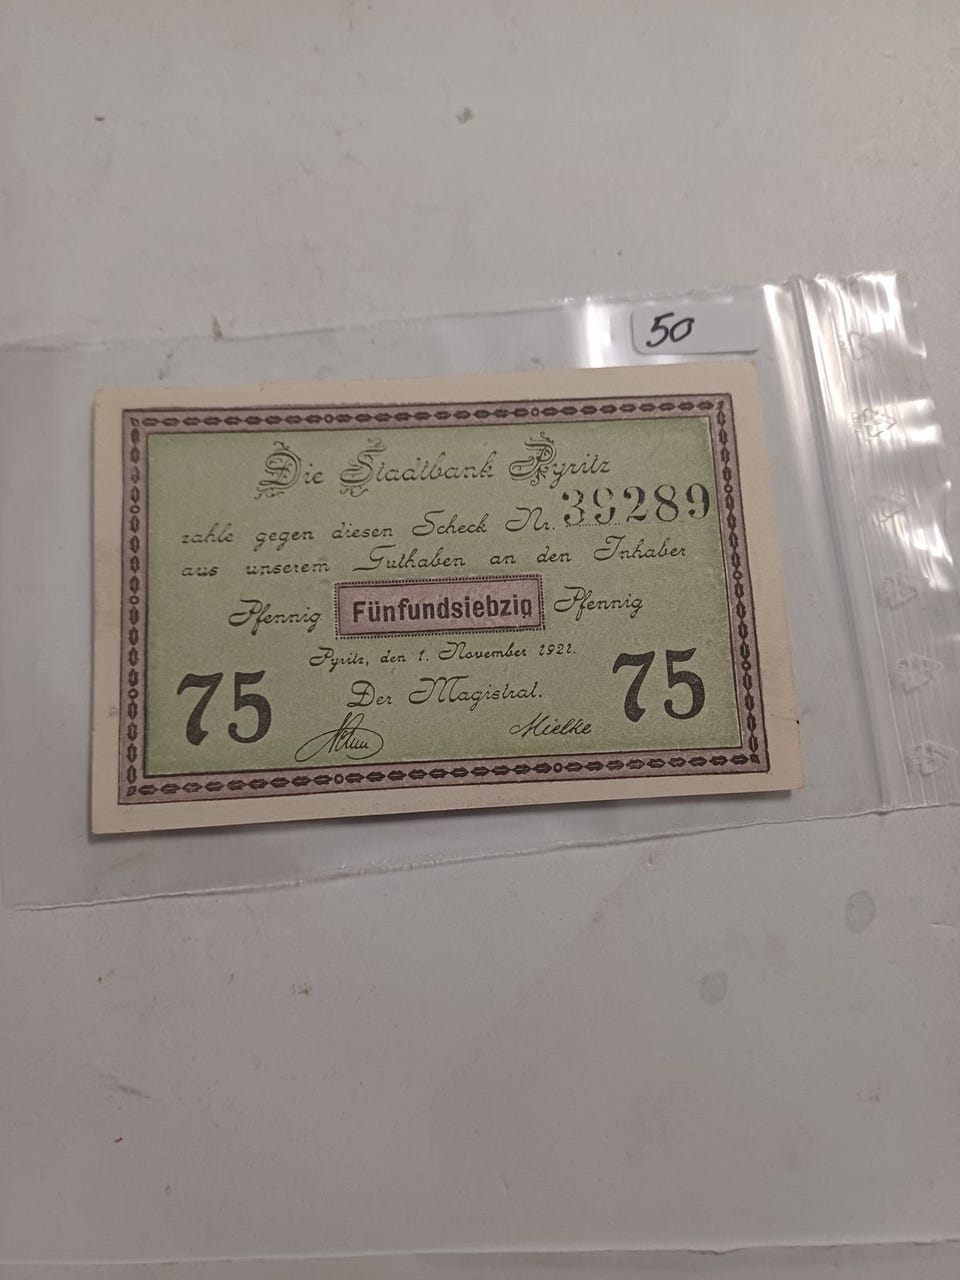 50
Die Stadtbank Pyritz
zahle gegen diesen Scheck Nr. 39289
aus unserem Guthaben an den Inhaber
Pfennig Fünfundsiebzig Pfennig
Pyritz, den 1. November 1921.
75 Der Magistrat. 75
Mielke